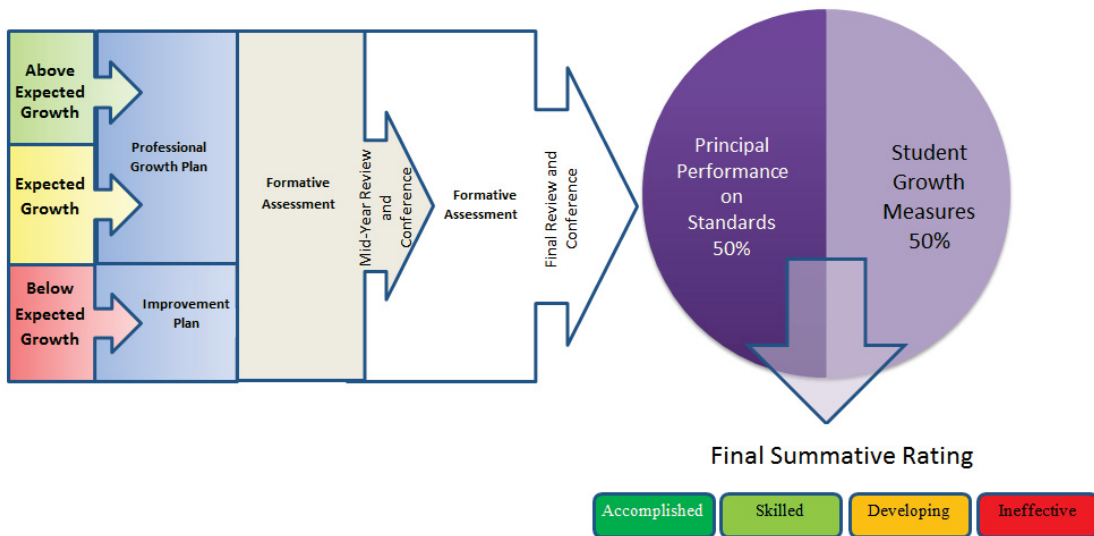 Above
Expected
Growth
Expected
Growth
Below
Expected
Growth
Professional
Growth Plan
Improvement
Plan
Formative
Assessment
Mid-Year Review
and
Conference
Formative
Assessment
Final Review and
Conference
Principal
Performance
on
Standards
50%
Student
Growth
Measures
50%
Final Summative Rating
Accomplished
Skilled
Developing
Ineffective